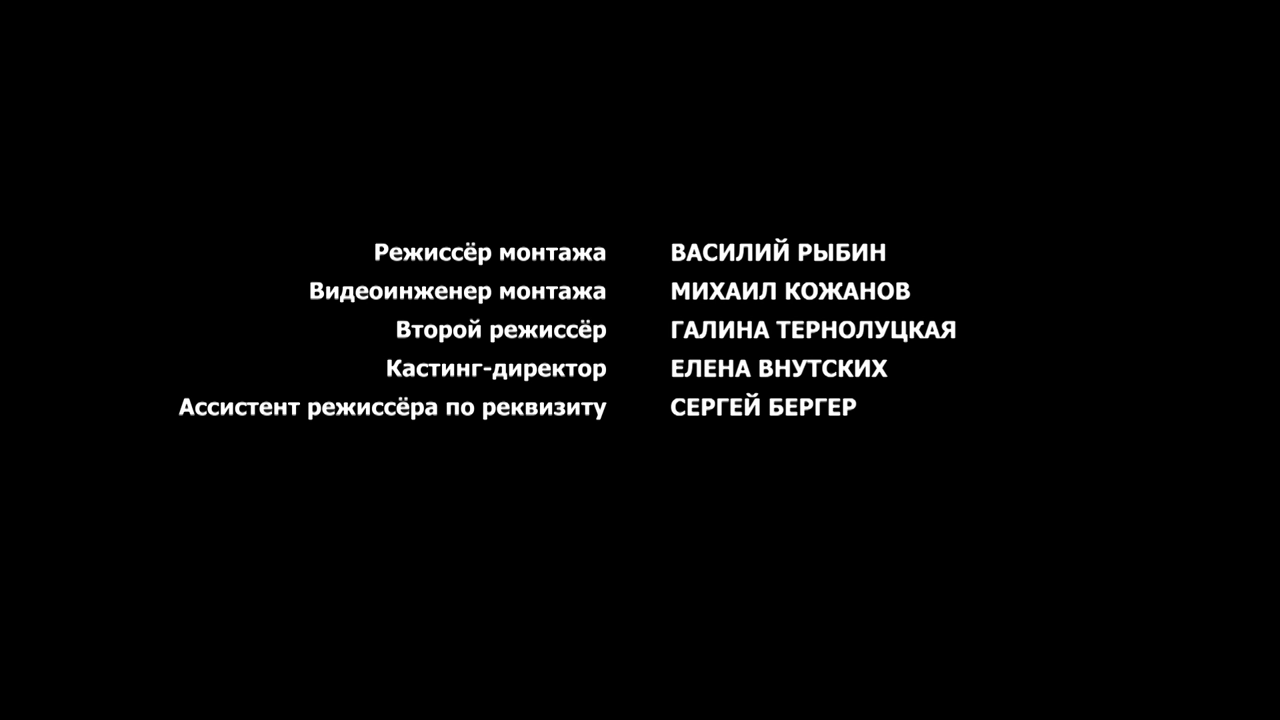 Режиссёр монтажа ВАСИЛИЙ РЫБИН
Видеоинженер монтажа МИХАИЛ КОЖАНОВ
Второй режиссёр ГАЛИНА ТЕРНОЛУЦКАЯ
Кастинг-директор ЕЛЕНА ВНУТСКИХ
Ассистент режиссёра по реквизиту СЕРГЕЙ БЕРГЕР